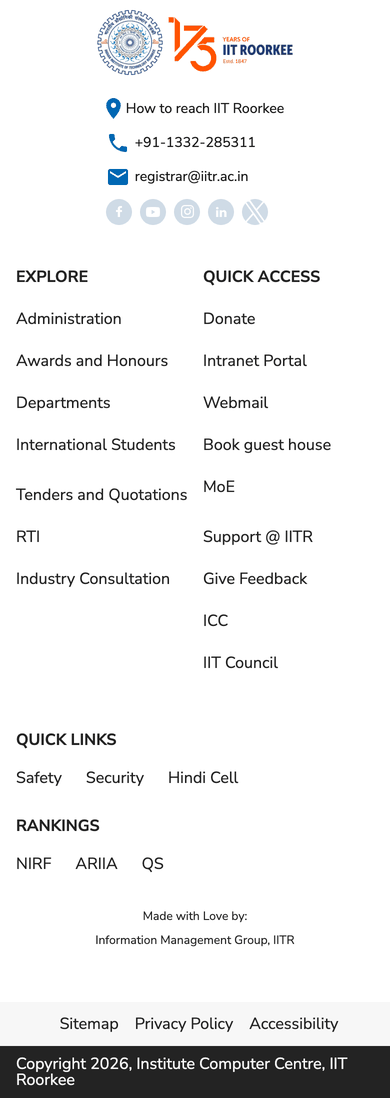 175 YEARS OF
IIT ROORKEE
Estd. 1847
How to reach IIT Roorkee
+91-1332-285311
registrar@iitr.ac.in
EXPLORE
Administration
Awards and Honours
Departments
International Students
Tenders and Quotations
RTI
Industry Consultation
QUICK ACCESS
Donate
Intranet Portal
Webmail
Book guest house
MoE
Support @ IITR
Give Feedback
ICC
IIT Council
QUICK LINKS
Safety Security Hindi Cell
RANKINGS
NIRF ARIIA QS
Made with Love by:
Information Management Group, IITR
Sitemap Privacy Policy Accessibility
Copyright 2026, Institute Computer Centre, IIT
Roorkee